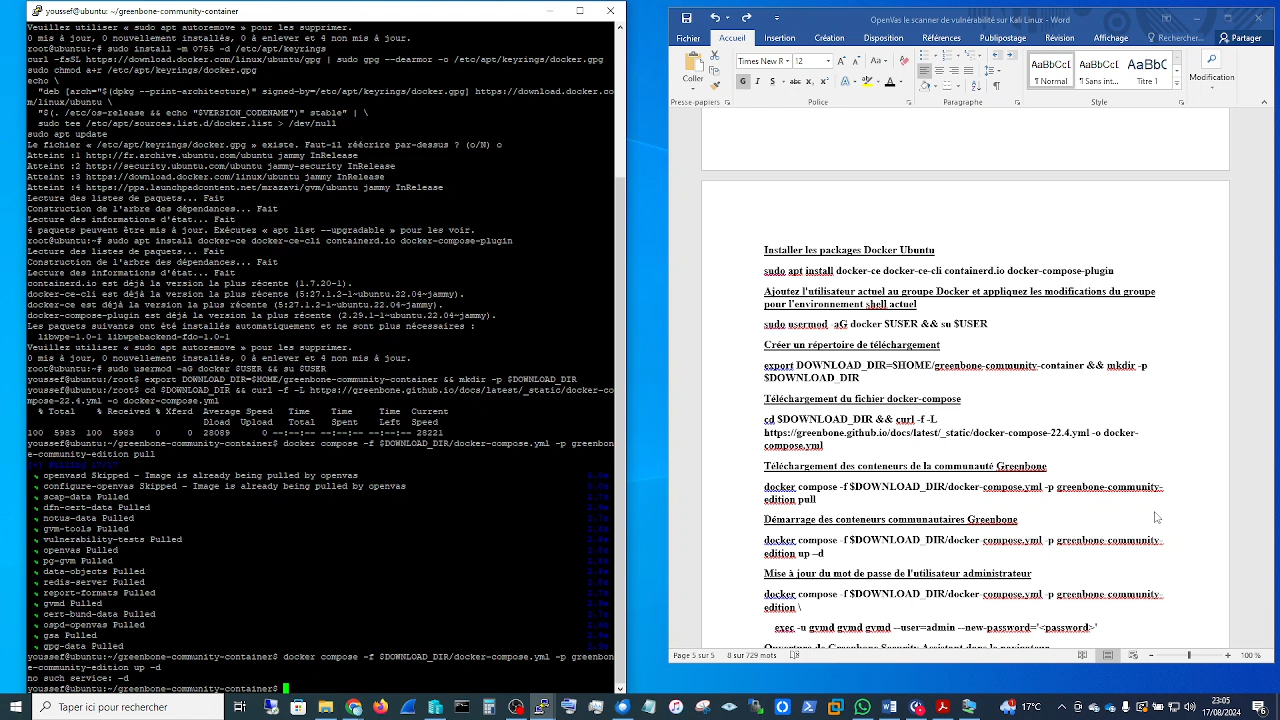 youssef@ubuntu: ~/greenbone-community-container
Veuillez utiliser « sudo apt autoremove » pour les supprimer.
0 mis à jour, 0 nouvellement installés, 0 à enlever et 4 non mis à jour.
root@ubuntu:~# sudo install -m 0755 -d /etc/apt/keyrings
curl -fsSL https://download.docker.com/linux/ubuntu/gpg | sudo gpg --dearmor -o /etc/apt/keyrings/docker.gpg
sudo chmod a+r /etc/apt/keyrings/docker.gpg
echo \
"deb [arch="$(dpkg --print-architecture)" signed-by=/etc/apt/keyrings/docker.gpg] https://download.docker.co
m/linux/ubuntu \
"$(. /etc/os-release && echo "$VERSION_CODENAME")" stable" | \
sudo tee /etc/apt/sources.list.d/docker.list > /dev/null
sudo apt update
Le fichier « /etc/apt/keyrings/docker.gpg » existe. Faut-il réécrire par-dessus ? (o/N) o
Atteint :1 http://fr.archive.ubuntu.com/ubuntu jammy InRelease
Atteint :2 http://security.ubuntu.com/ubuntu jammy-security InRelease
Atteint :3 https://download.docker.com/linux/ubuntu jammy InRelease
Atteint :4 https://ppa.launchpadcontent.net/mrazavi/gvm/ubuntu jammy InRelease
Lecture des listes de paquets... Fait
Construction de l'arbre des dépendances... Fait
Lecture des informations d'état... Fait
4 paquets peuvent être mis à jour. Exécutez « apt list --upgradable » pour les voir.
root@ubuntu:~# sudo apt install docker-ce docker-ce-cli containerd.io docker-compose-plugin
Lecture des listes de paquets... Fait
Construction de l'arbre des dépendances... Fait
Lecture des informations d'état... Fait
containerd.io est déjà la version la plus récente (1.7.20-1).
docker-ce-cli est déjà la version la plus récente (5:27.1.2-1~ubuntu.22.04~jammy).
docker-ce est déjà la version la plus récente (5:27.1.2-1~ubuntu.22.04~jammy).
docker-compose-plugin est déjà la version la plus récente (2.29.1-1~ubuntu.22.04~jammy).
Les paquets suivants ont été installés automatiquement et ne sont plus nécessaires :
libwpe-1.0-1 libwpebackend-fdo-1.0-1
Veuillez utiliser « sudo apt autoremove » pour les supprimer.
0 mis à jour, 0 nouvellement installés, 0 à enlever et 4 non mis à jour.
root@ubuntu:~# sudo usermod -aG docker $USER && su $USER
youssef@ubuntu:/root$ export DOWNLOAD_DIR=$HOME/greenbone-community-container && mkdir -p $DOWNLOAD_DIR
youssef@ubuntu:/root$ cd $DOWNLOAD_DIR && curl -f -L https://greenbone.github.io/docs/latest/_static/docker-co
mpose-22.4.yml -o docker-compose.yml
% Total % Received % Xferd Average Speed Time Time Time Current
Dload Upload Total Spent Left Speed
100 5983 100 5983 0 0 28089 0 --:--:-- --:--:-- --:--:-- 28221
youssef@ubuntu:~/greenbone-community-container$ docker compose -f $DOWNLOAD_DIR/docker-compose.yml -p greenbon
e-community-edition pull
openvasd Skipped - Image is already being pulled by openvas
configure-openvas Skipped - Image is already being pulled by openvas
scap-data Pulled
dfn-cert-data Pulled
notus-data Pulled
gvm-tools Pulled
vulnerability-tests Pulled
openvas Pulled
pg-gvm Pulled
data-objects Pulled
redis-server Pulled
report-formats Pulled
gvmd Pulled
cert-bund-data Pulled
ospd-openvas Pulled
gsa Pulled
gpg-data Pulled
youssef@ubuntu:~/greenbone-community-container$ docker compose -f $DOWNLOAD_DIR/docker-compose.yml -p greenbon
e-community-edition up –d
no such service: –d
youssef@ubuntu:~/greenbone-community-container$
OpenVas le scanner de vulnérabilité sur Kali Linux - Word
Fichier Accueil Insertion Création Disposition Références Publipostage Révision Affichage Partager
Coller
Times New R 12
G I S abc
AaBbCcI AaBbCcI AaBbC
¶ Normal ¶ Sans int... Titre 1
Modification
Presse-papiers Police Paragraphe Style
Installer les packages Docker Ubuntu
sudo apt install docker-ce docker-ce-cli containerd.io docker-compose-plugin
Ajoutez l'utilisateur actuel au groupe Docker et appliquez les modifications du groupe
pour l'environnement shell actuel
sudo usermod -aG docker $USER && su $USER
Créer un répertoire de téléchargement
export DOWNLOAD_DIR=$HOME/greenbone-community-container && mkdir -p
$DOWNLOAD_DIR
Téléchargement du fichier docker-compose
cd $DOWNLOAD_DIR && curl -f -L
https://greenbone.github.io/docs/latest/_static/docker-compose-22.4.yml -o docker-
compose.yml
Téléchargement des conteneurs de la communauté Greenbone
docker compose -f $DOWNLOAD_DIR/docker-compose.yml -p greenbone-community-
edition pull
Démarrage des conteneurs communautaires Greenbone
docker compose -f $DOWNLOAD_DIR/docker-compose.yml -p greenbone-community-
edition up –d
Mise à jour du mot de passe de l'utilisateur administrateur
docker compose -f $DOWNLOAD_DIR/docker-compose.yml -p greenbone-community-
edition \
exec -u gvmd gvmd gvmd --user=admin --new-password='<password>'
Page 5 sur 5 8 sur 729 mots 100 %
Taper ici pour rechercher
17°C
23:05
17/08/2024